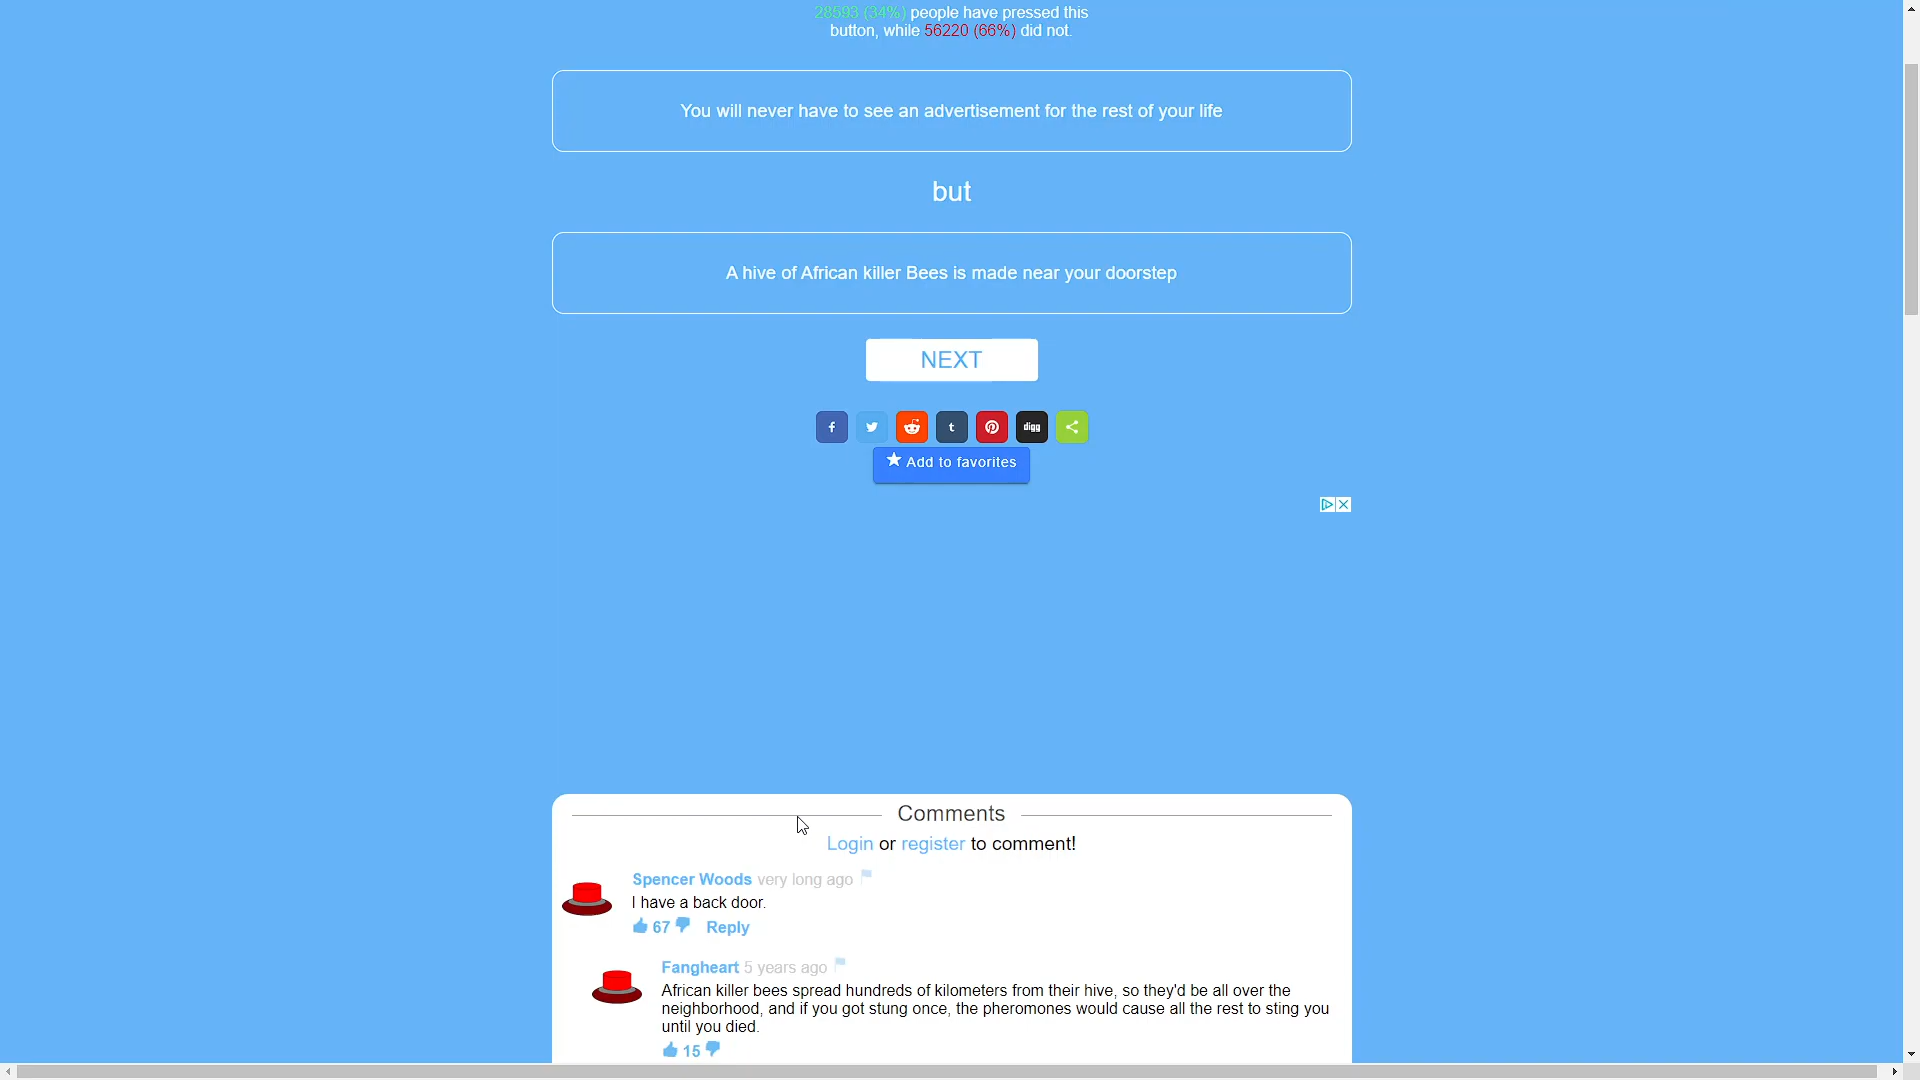 28593 (34%) people have pressed this
button, while 56220 (66%) did not.
You will never have to see an advertisement for the rest of your life
but
A hive of African killer Bees is made near your doorstep
NEXT
f
t
digg
Add to favorites
Comments
Login or register to comment!
Spencer Woods very long ago
I have a back door.
67 Reply
Fangheart 5 years ago
African killer bees spread hundreds of kilometers from their hive, so they'd be all over the
neighborhood, and if you got stung once, the pheromones would cause all the rest to sting you
until you died.
15